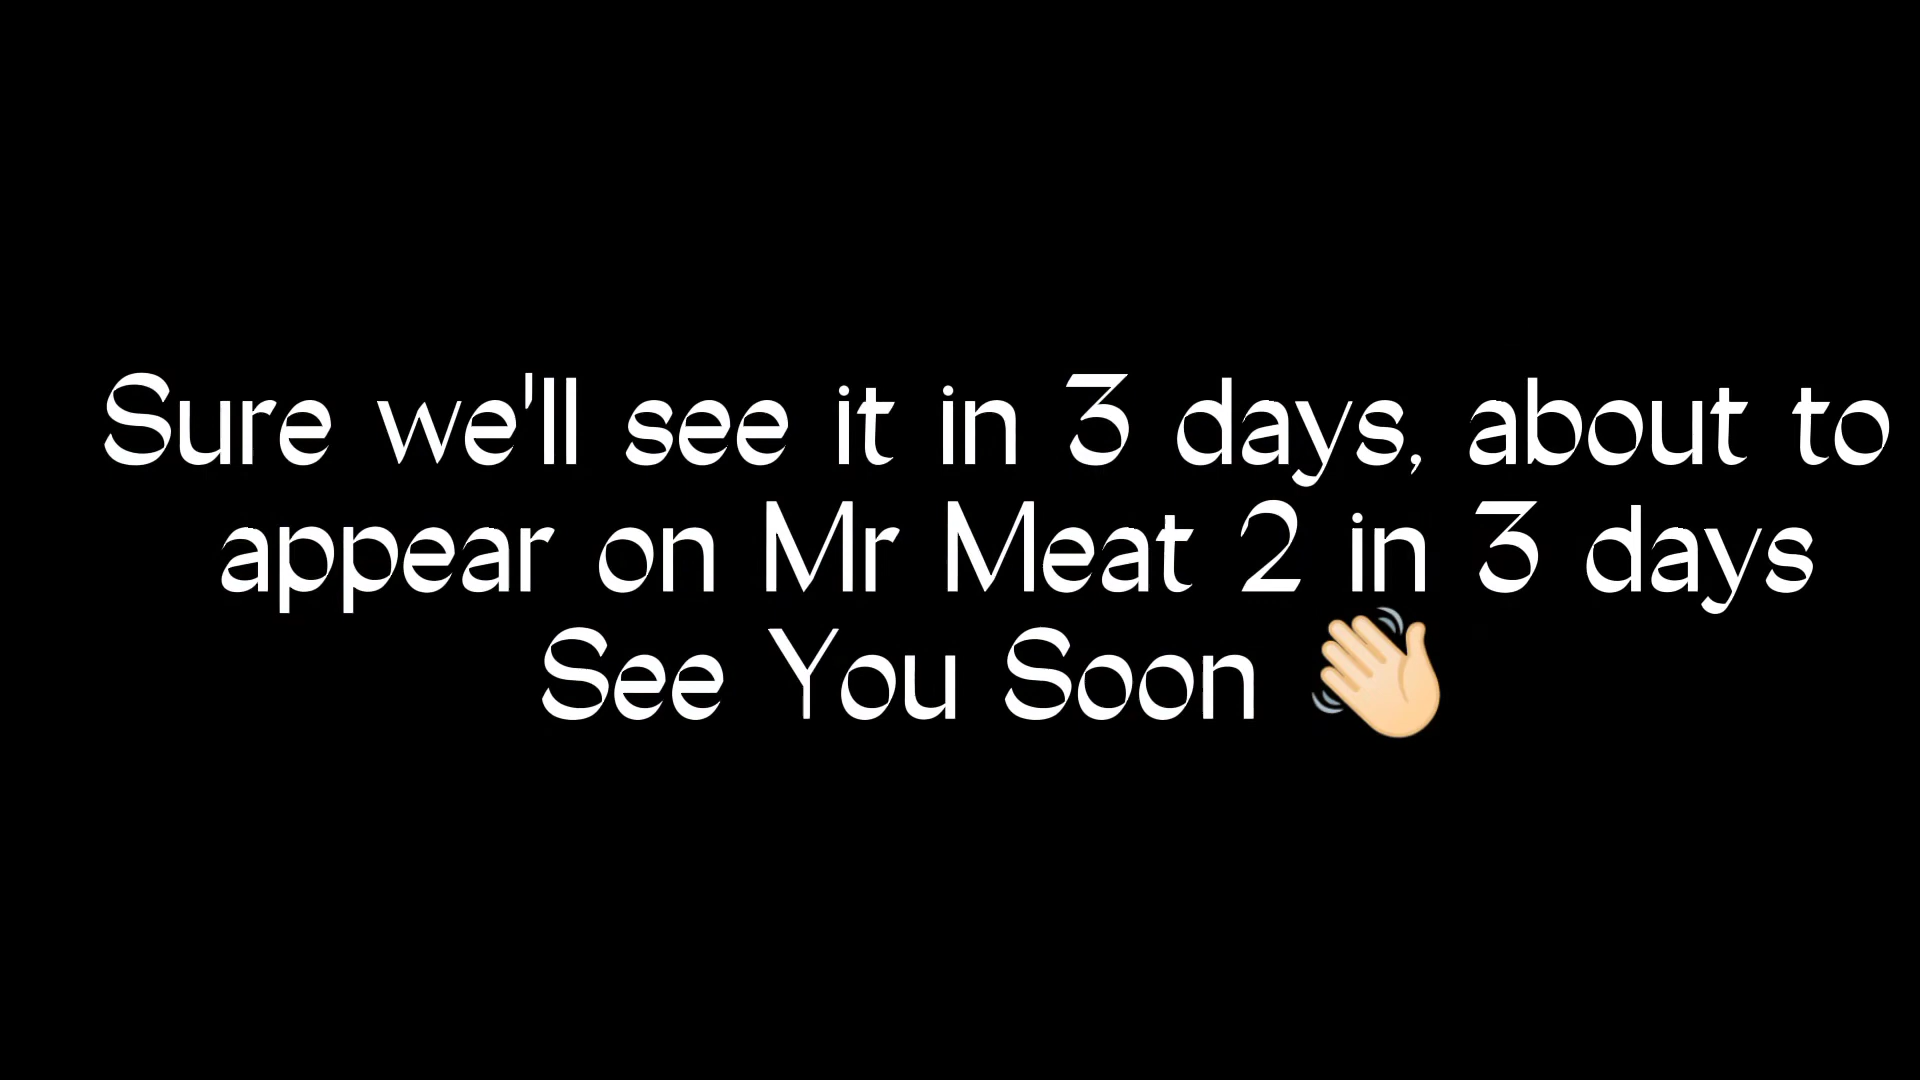 Sure we'll see it in 3 days, about to
appear on Mr Meat 2 in 3 days
See You Soon 👋🏻